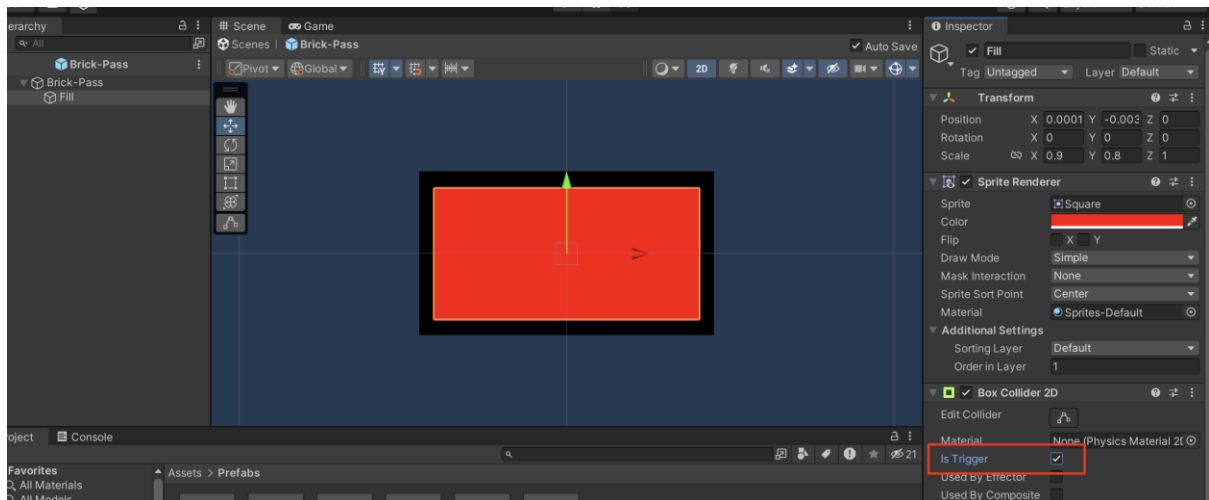 erarchy
# Scene
Game
Inspector
All
Scenes | Brick-Pass
Auto Save
Fill
Static
Brick-Pass
Pivot
Global
2D
Tag Untagged
Layer Default
Brick-Pass
Fill
Transform
Position X 0.0001 Y -0.003 Z 0
Rotation X 0 Y 0 Z 0
Scale X 0.9 Y 0.8 Z 1
Sprite Renderer
Sprite Square
Color
Flip X Y
Draw Mode Simple
Mask Interaction None
Sprite Sort Point Center
Material Sprites-Default
Additional Settings
Sorting Layer Default
Order in Layer 1
Box Collider 2D
Edit Collider
Material None (Physics Material 2D
Is Trigger
Used By Effector
Used By Composite
oject
Console
21
Favorites
All Materials
All Models
Assets > Prefabs